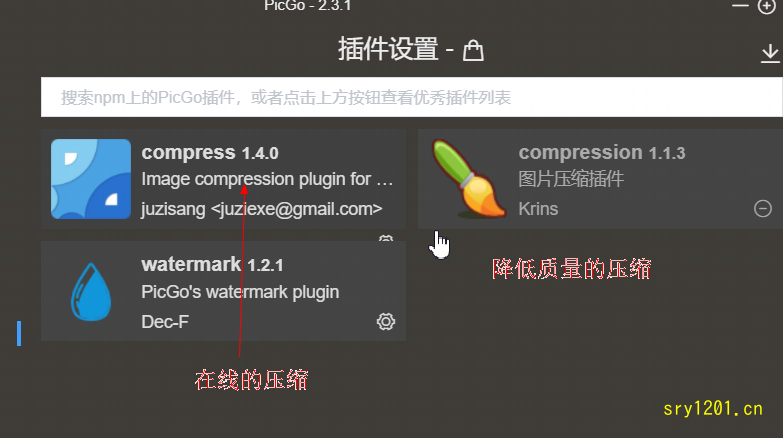 PicGo - 2.3.1
插件设置 -
搜索npm上的PicGo插件，或者点击上方按钮查看优秀插件列表
compress 1.4.0
Image compression plugin for …
juzisang <juziexe@gmail.com>
compression 1.1.3
图片压缩插件
Krins
watermark 1.2.1
PicGo's watermark plugin
Dec-F
降低质量的压缩
在线的压缩
sry1201.cn